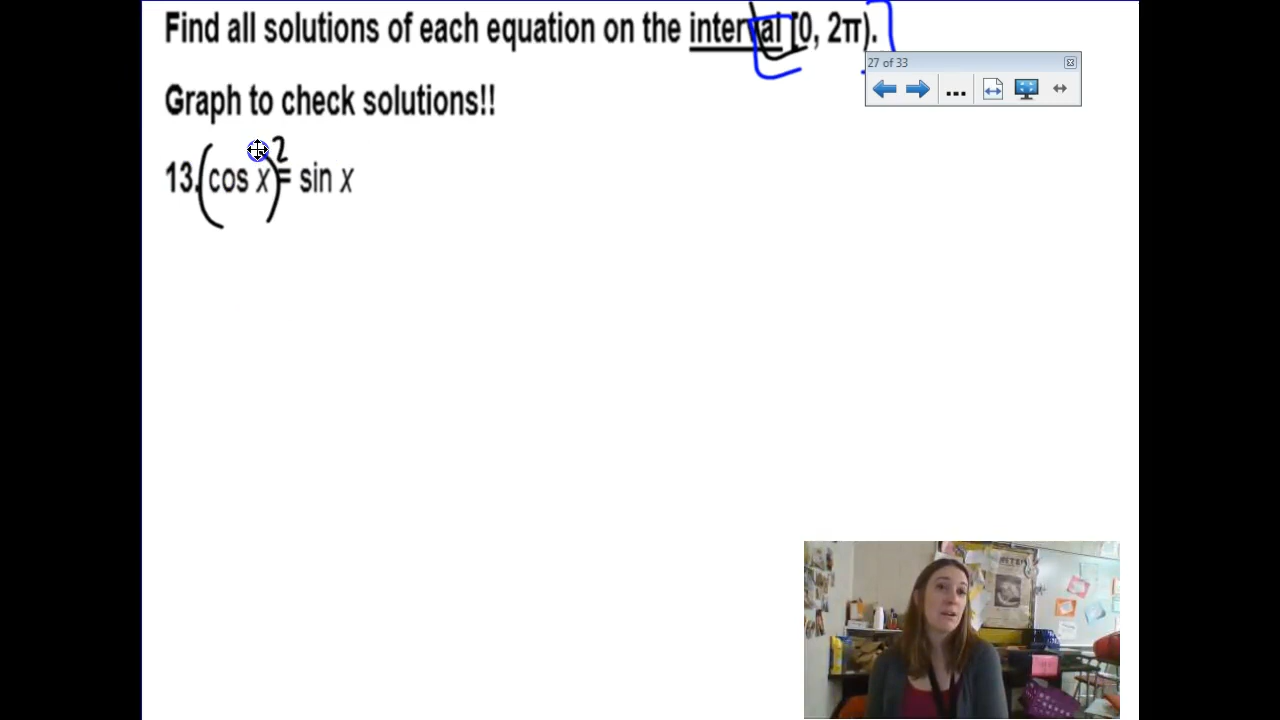 Find all solutions of each equation on the interval [0, 2π).
27 of 33
Graph to check solutions!!
13. (cos x)² = sin x